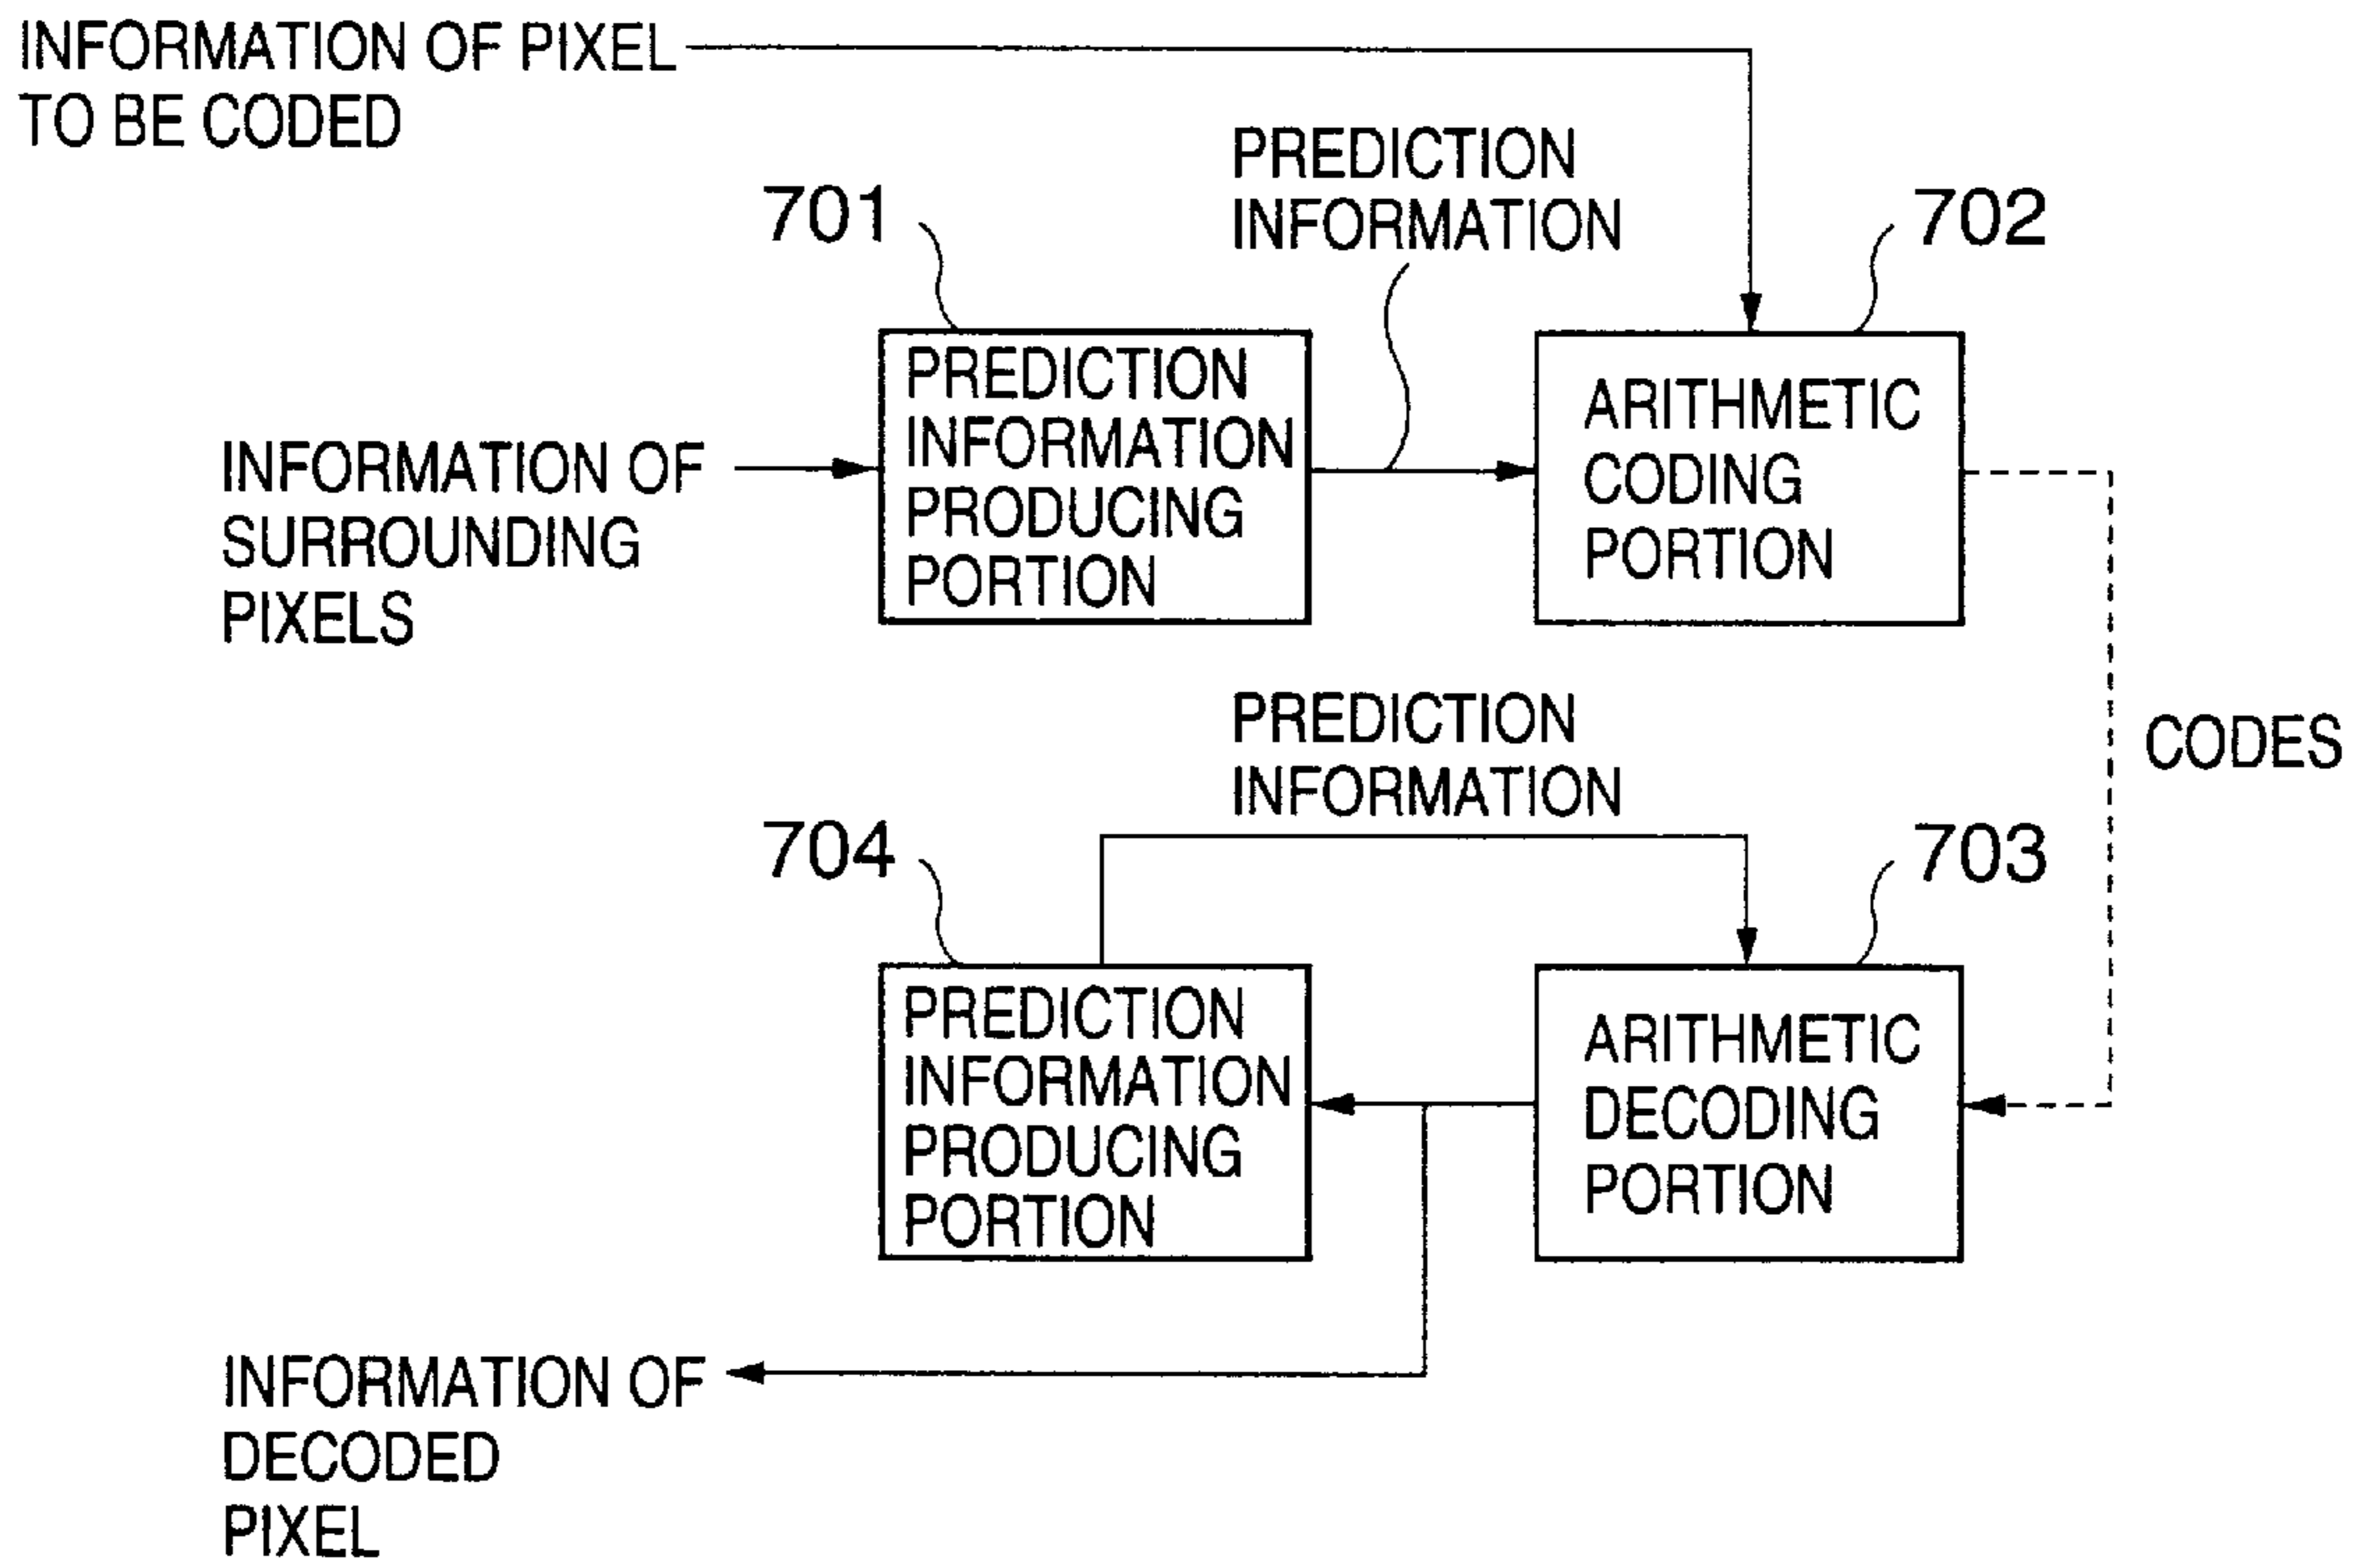 INFORMATION OF PIXEL
TO BE CODED
PREDICTION
INFORMATION
701
702
PREDICTION
INFORMATION
PRODUCING
PORTION
ARITHMETIC
CODING
PORTION
INFORMATION OF
SURROUNDING
PIXELS
PREDICTION
INFORMATION
CODES
704
703
PREDICTION
INFORMATION
PRODUCING
PORTION
ARITHMETIC
DECODING
PORTION
INFORMATION OF
DECODED
PIXEL